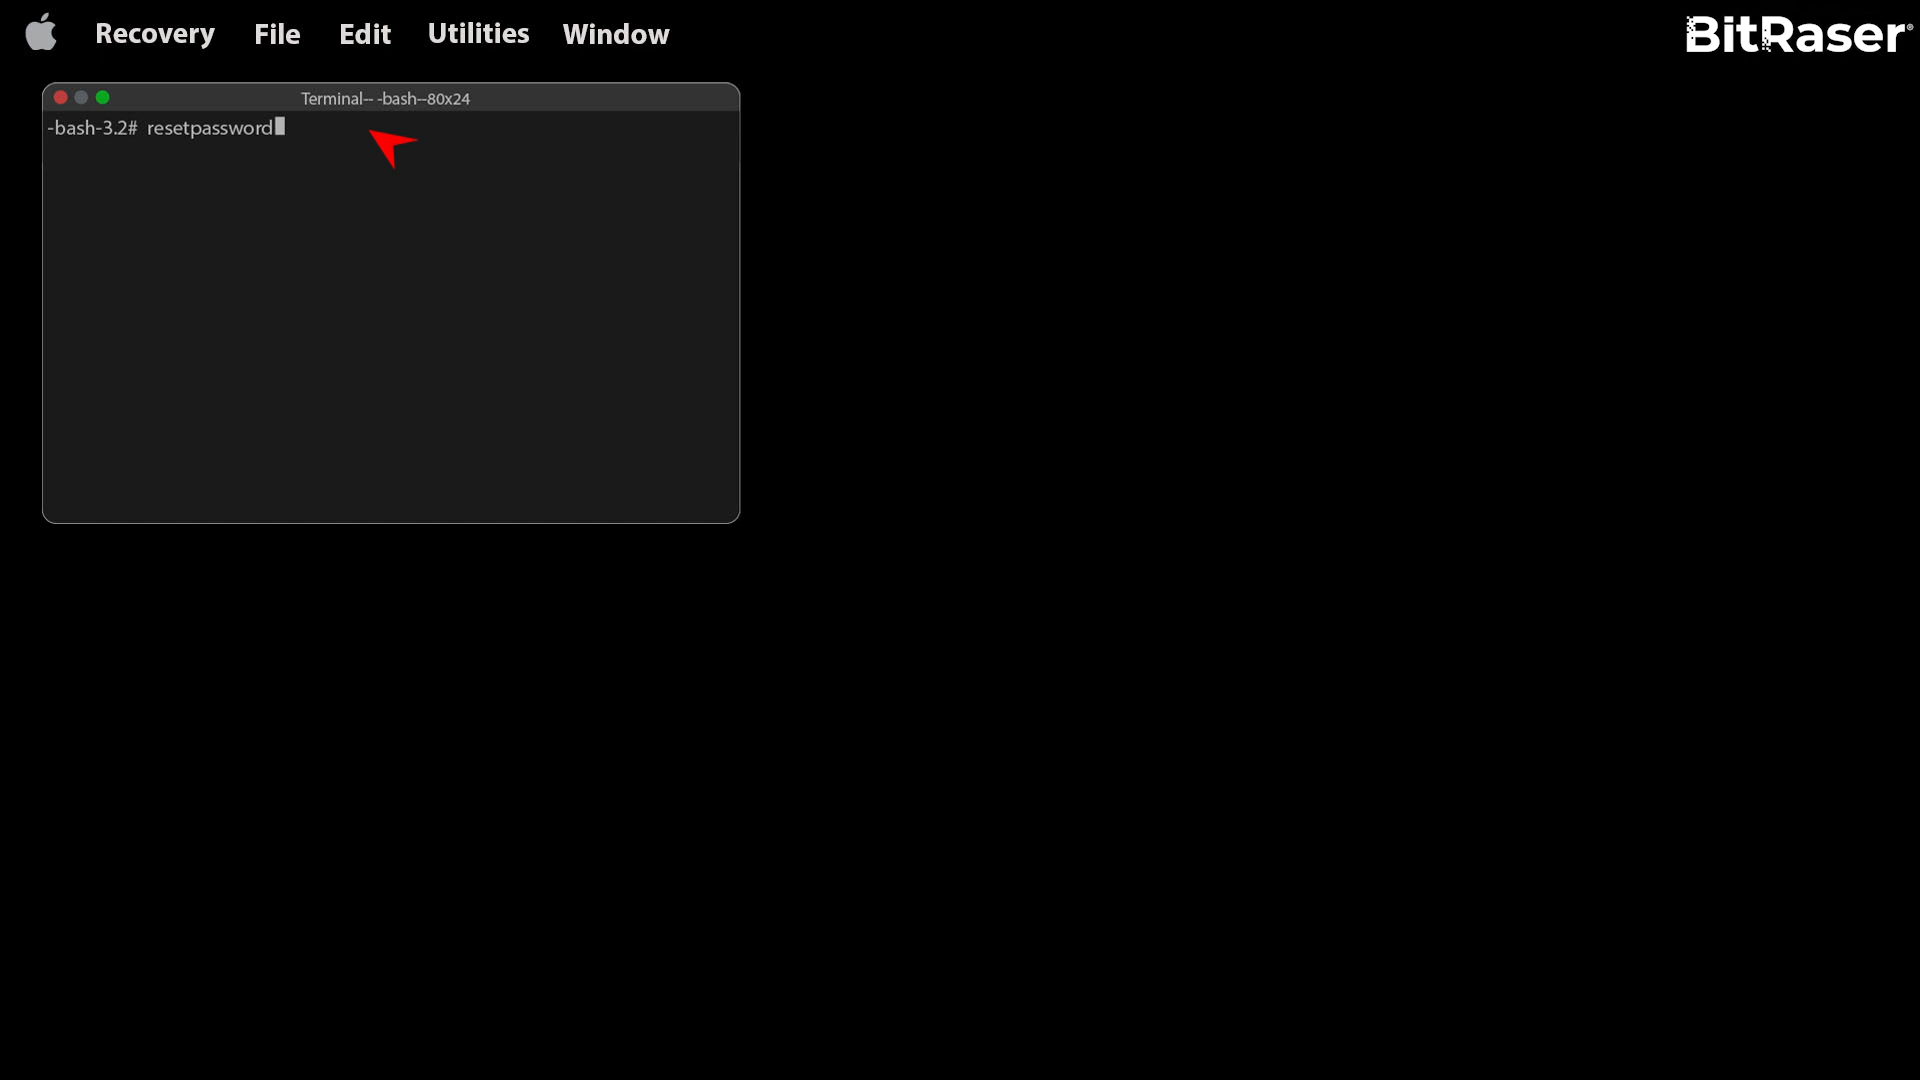 Recovery File Edit Utilities Window
BitRaser®
Terminal-- -bash--80x24
-bash-3.2# resetpassword